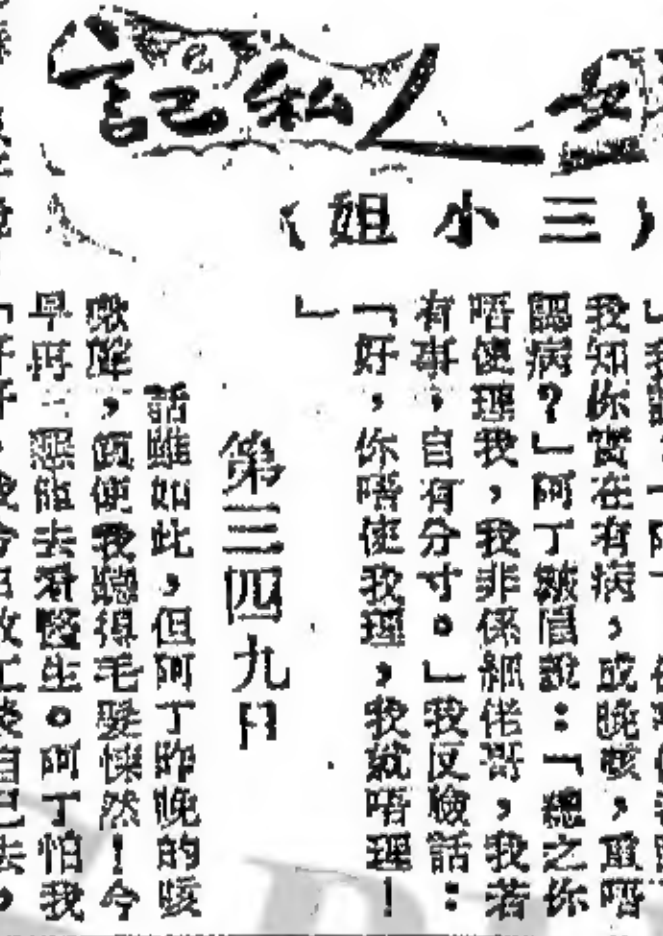 女人私記
（三小姐）
我知你實在有病，成晚咳，重唔
認病？」阿丁皺眉說：「總之你
唔使理我，我非係細佬哥，我若
有事，自有分寸。」我反臉話：
「好，你唔使我理，我就唔理！
」
第三四九日
話雖如此，但阿丁昨晚的咳
嗽聲，頗使我聽得毛髮悚然！今
早再三懇他去看醫生。阿丁怕我